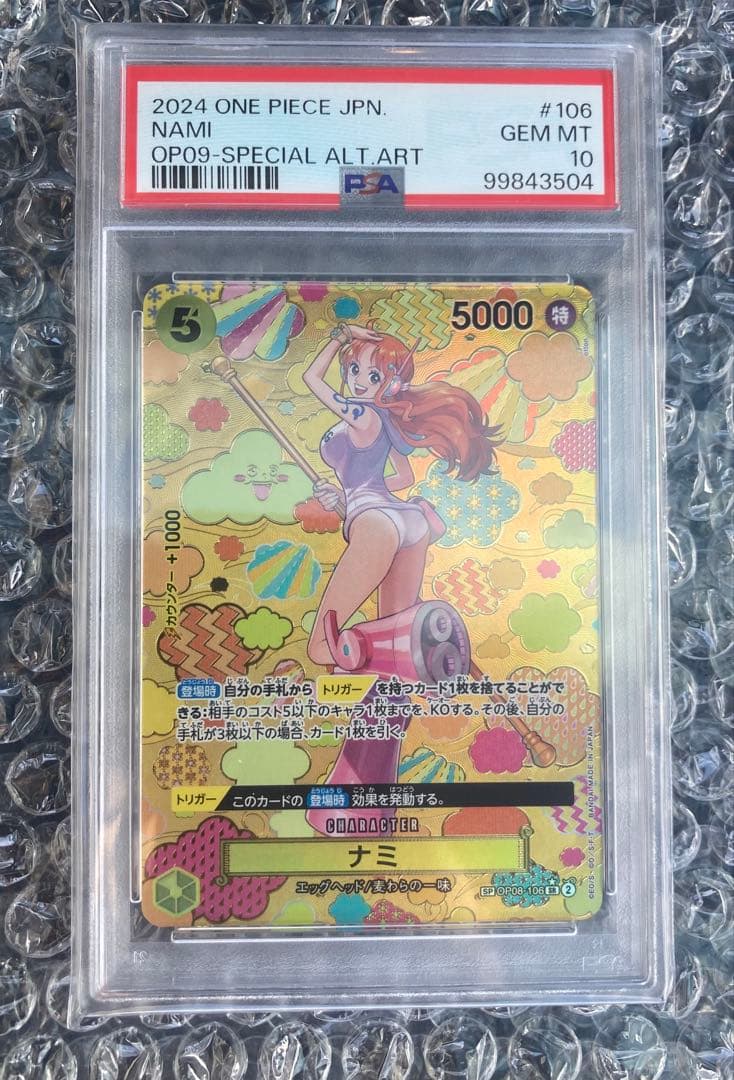 2024 ONE PIECE JPN. #106
NAMI GEM MT
OP09-SPECIAL ALT.ART 10
PSA 99843504
5 5000 特
カウンター +1000
登場時 自分の手札から トリガー を持つカード1枚を捨てることがで
きる:相手のコスト5以下のキャラ1枚までを、KOする。その後、自分の
手札が3枚以下の場合、カード1枚を引く。
トリガー このカードの 登場時 効果を発動する。
CHARACTER
ナミ
エッグヘッド/麦わらの一味
SP OP08-106 SR 2
©E.O/S. ©O/S.F.T BANDAI MADE IN JAPAN